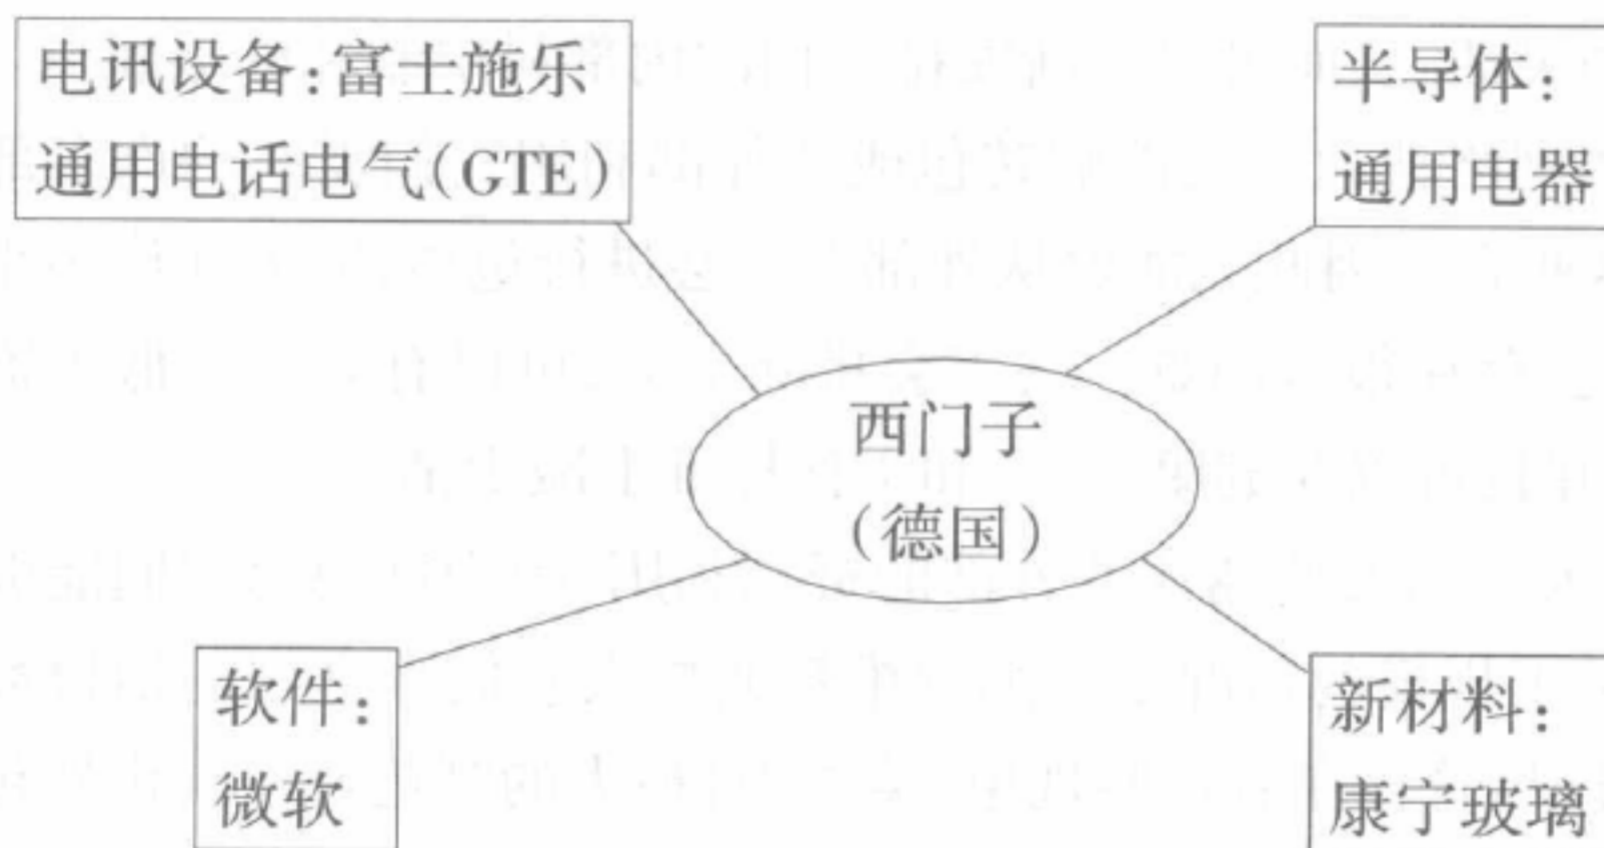 电讯设备:富士施乐
通用电话电气(GTE)
半导体:
通用电器
西门子
(德国)
软件:
微软
新材料:
康宁玻璃